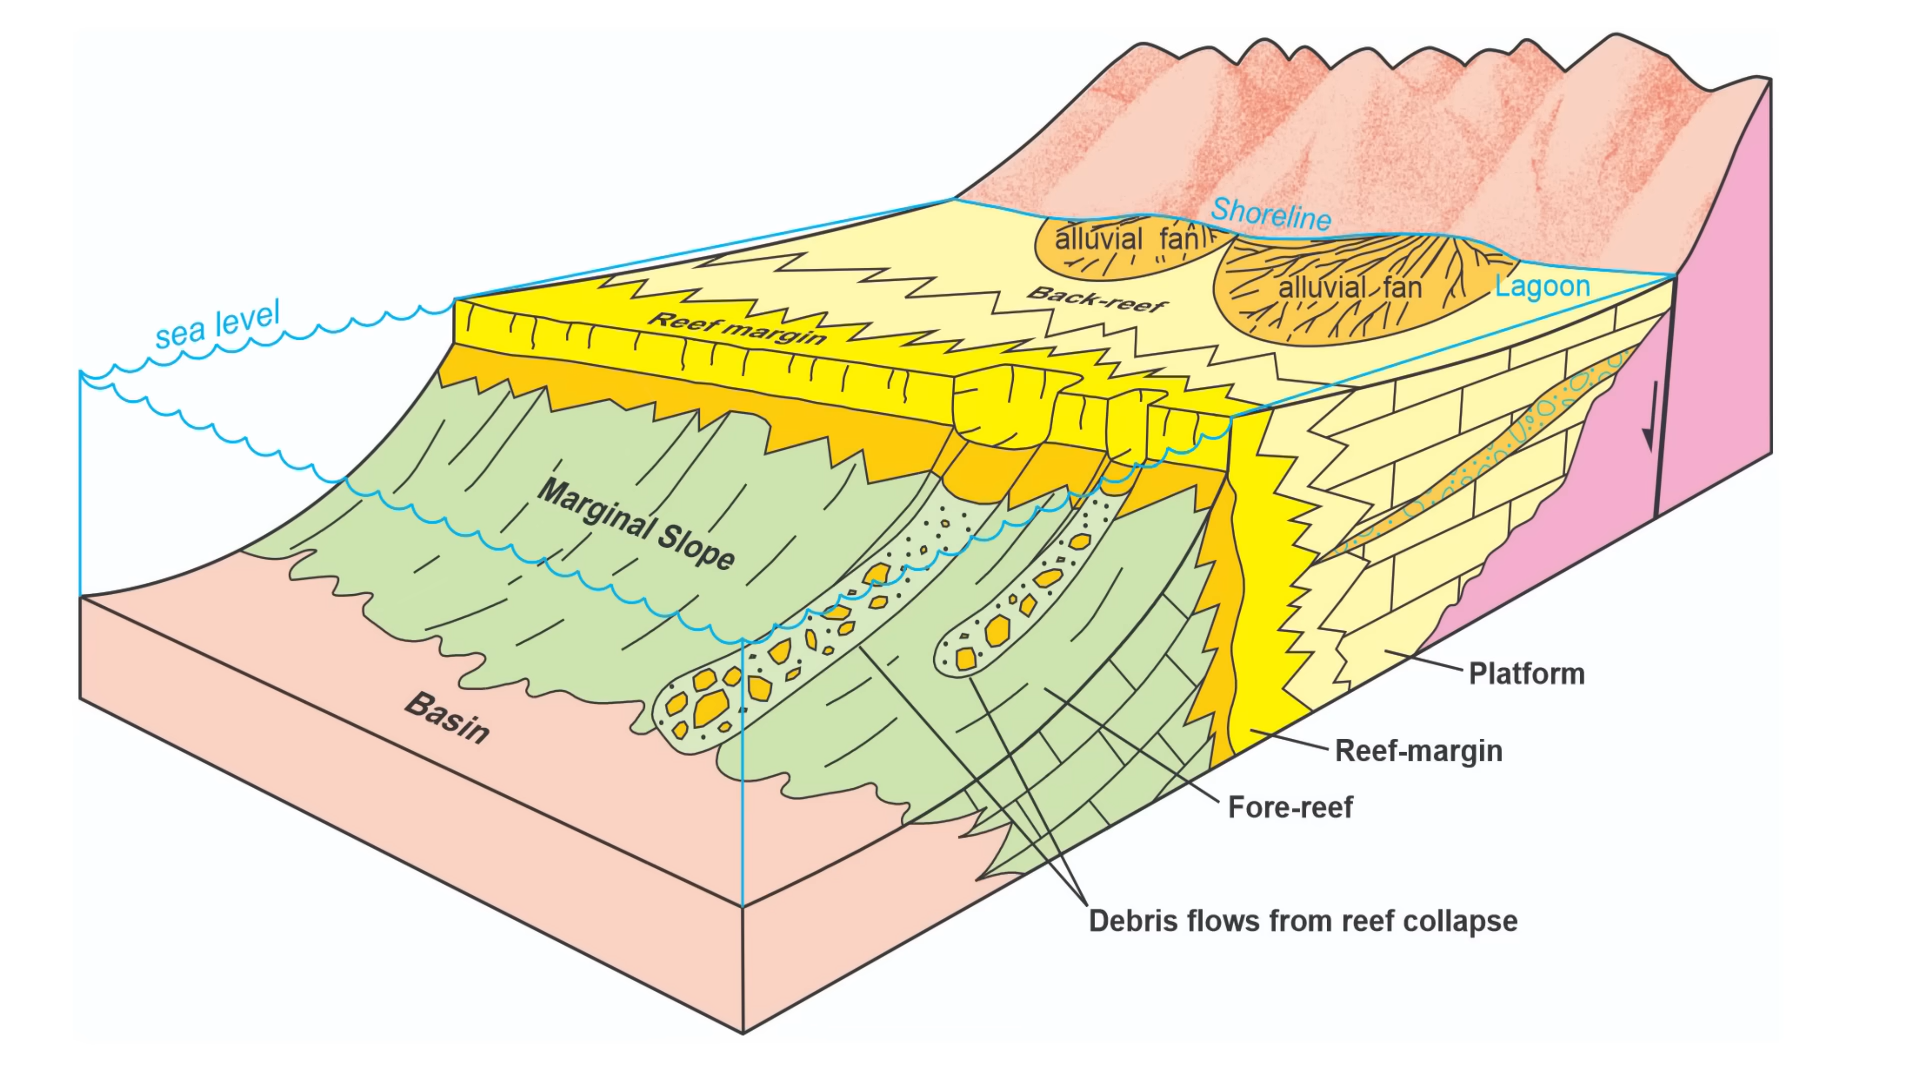 Shoreline
alluvial fan
sea level
alluvial fan
Lagoon
Back-reef
Reef margin
Marginal Slope
Platform
Basin
Reef-margin
Fore-reef
Debris flows from reef collapse